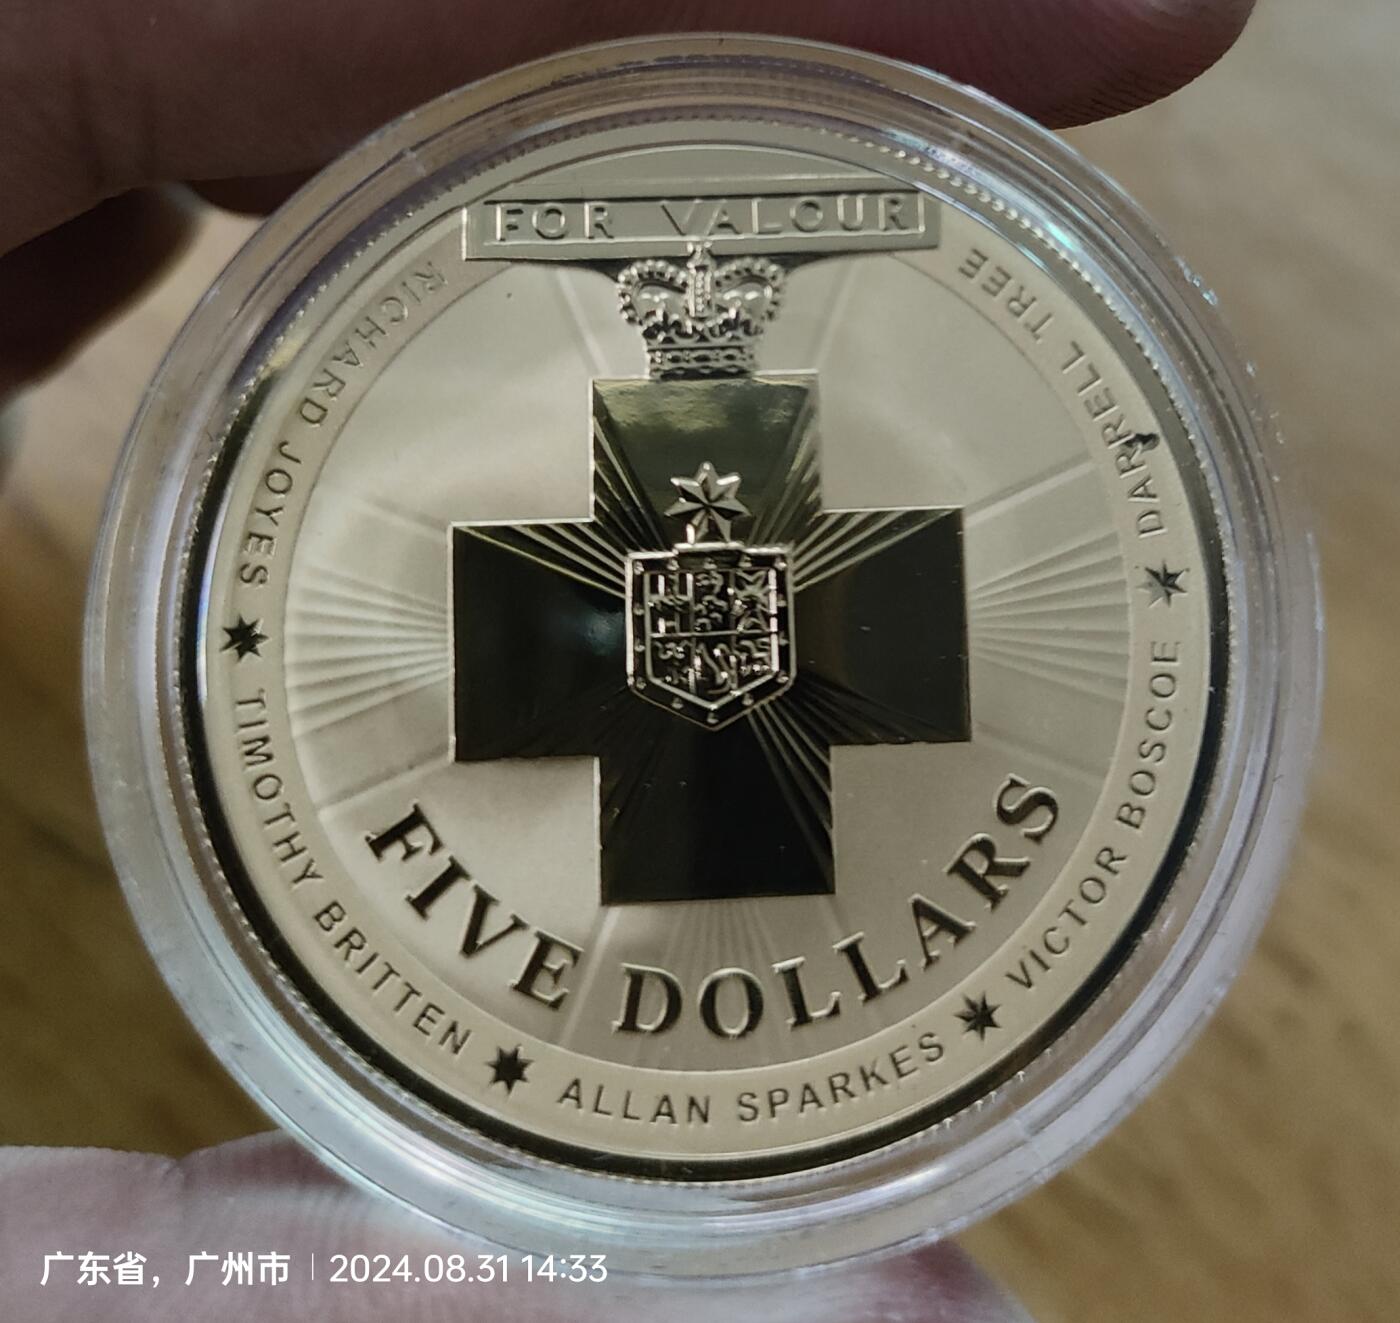 FOR VALOUR
RICHARD JOYES
TIMOTHY BRITTEN
ALLAN SPARKES
VICTOR BOSCOE
DARRELL TREE
FIVE DOLLARS
广东省，广州市 | 2024.08.31 14:33